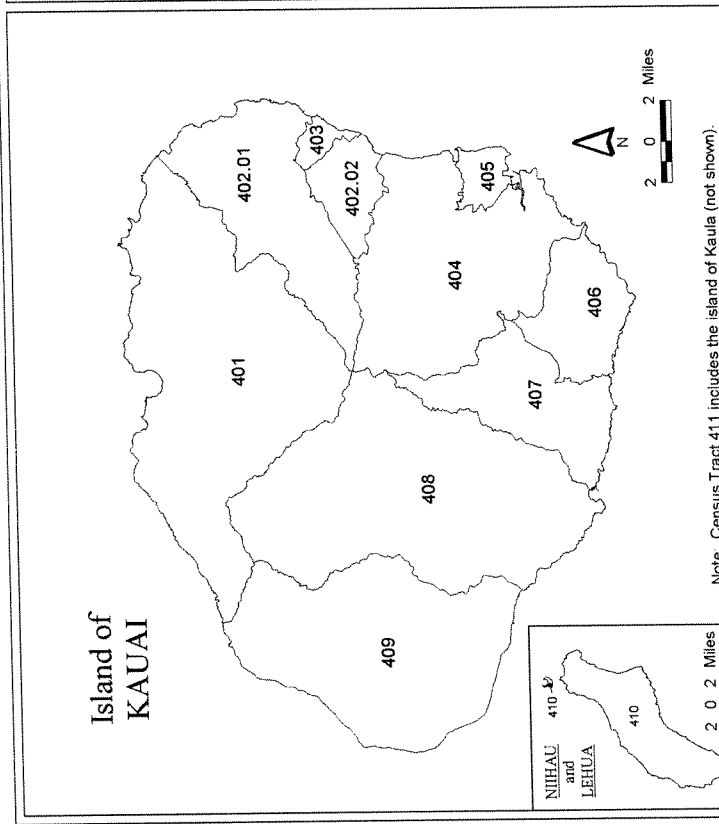 Island of
KAUAI
401
402.01
403
402.02
404
405
406
407
408
409
N
2 0 2 Miles
NIIHAU
and
LEHUA
410
410
2 0 2 Miles
Note. Census Tract 411 includes the island of Kaula (not shown).